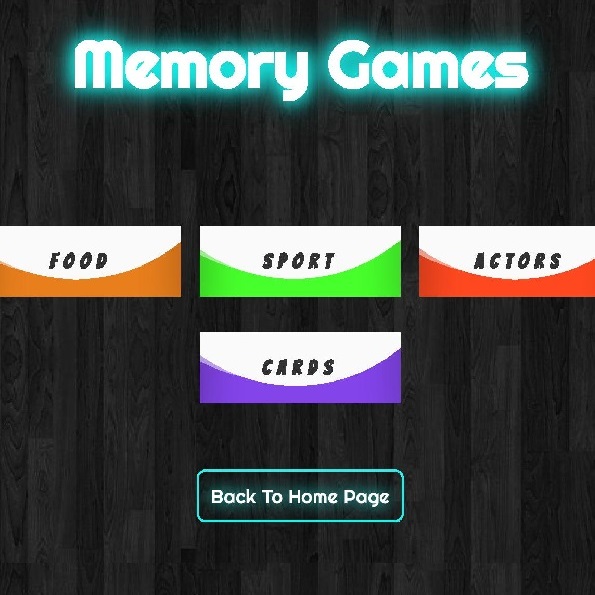 Memory Games
FOOD
SPORT
ACTORS
CARDS
Back To Home Page